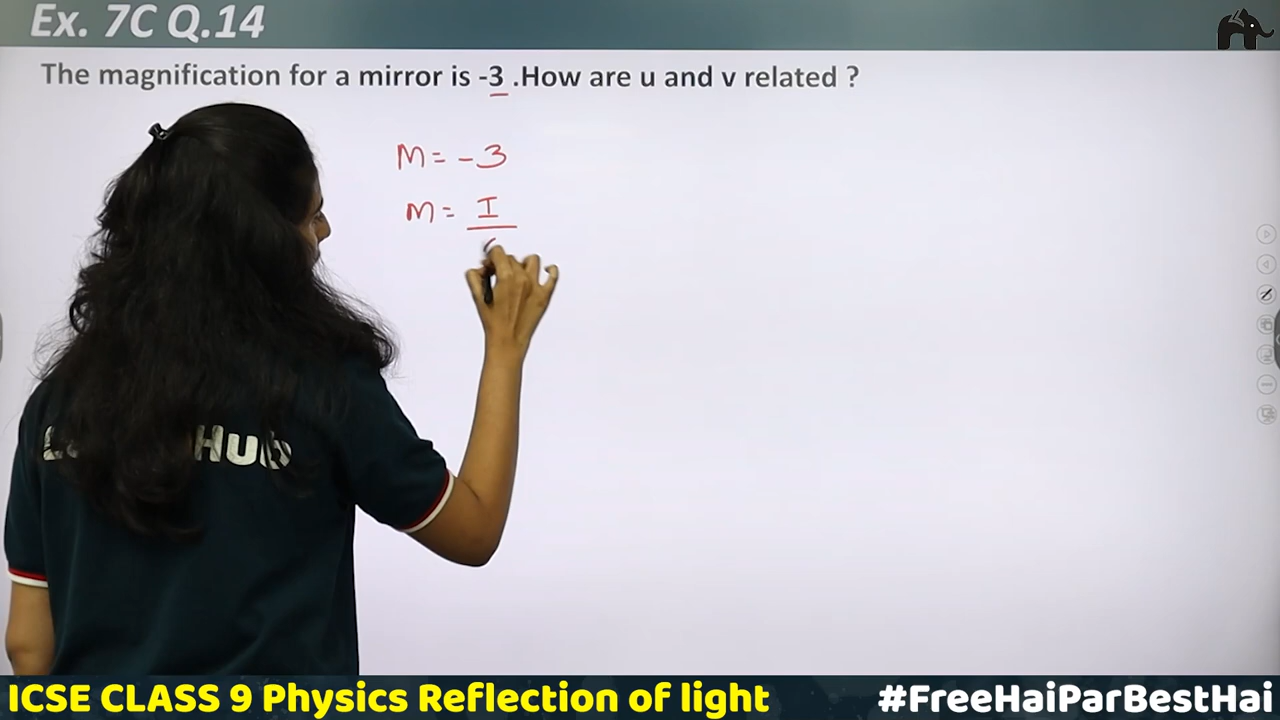 Ex. 7C Q.14
The magnification for a mirror is -3 .How are u and v related ?
M = -3
M = I
Hub
ICSE CLASS 9 Physics Reflection of light
#FreeHaiParBestHai